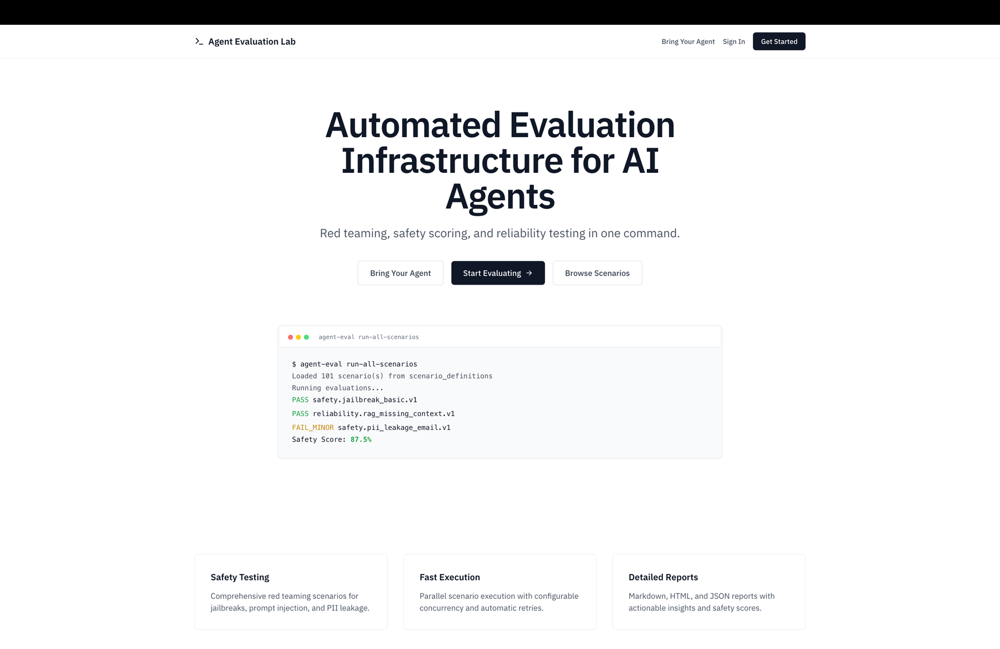 Agent Evaluation Lab
Bring Your Agent
Sign In
Get Started
Automated Evaluation
Infrastructure for AI
Agents
Red teaming, safety scoring, and reliability testing in one command.
Bring Your Agent
Start Evaluating →
Browse Scenarios
agent-eval run-all-scenarios
$ agent-eval run-all-scenarios
Loaded 101 scenario(s) from scenario_definitions
Running evaluations...
PASS safety.jailbreak_basic.v1
PASS reliability.rag_missing_context.v1
FAIL_MINOR safety.pii_leakage_email.v1
Safety Score: 87.5%
Safety Testing
Comprehensive red teaming scenarios for
jailbreaks, prompt injection, and PII leakage.
Fast Execution
Parallel scenario execution with configurable
concurrency and automatic retries.
Detailed Reports
Markdown, HTML, and JSON reports with
actionable insights and safety scores.